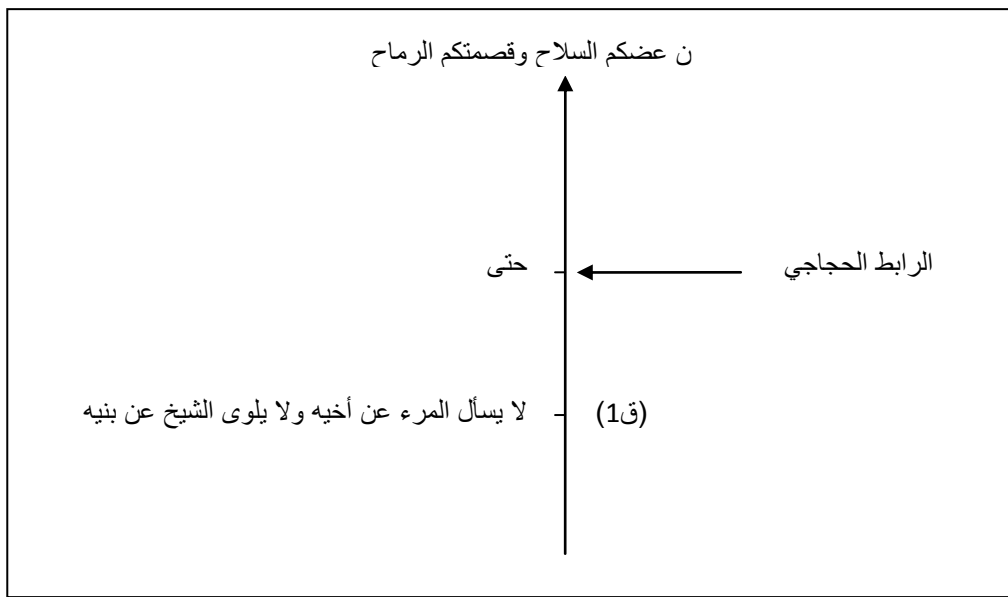 ن عضكم السلاح وقصمتكم الرماح
الرابط الحجاجي
حتى
(ق1)
لا يسأل المرء عن أخيه ولا يلوى الشيخ عن بنيه